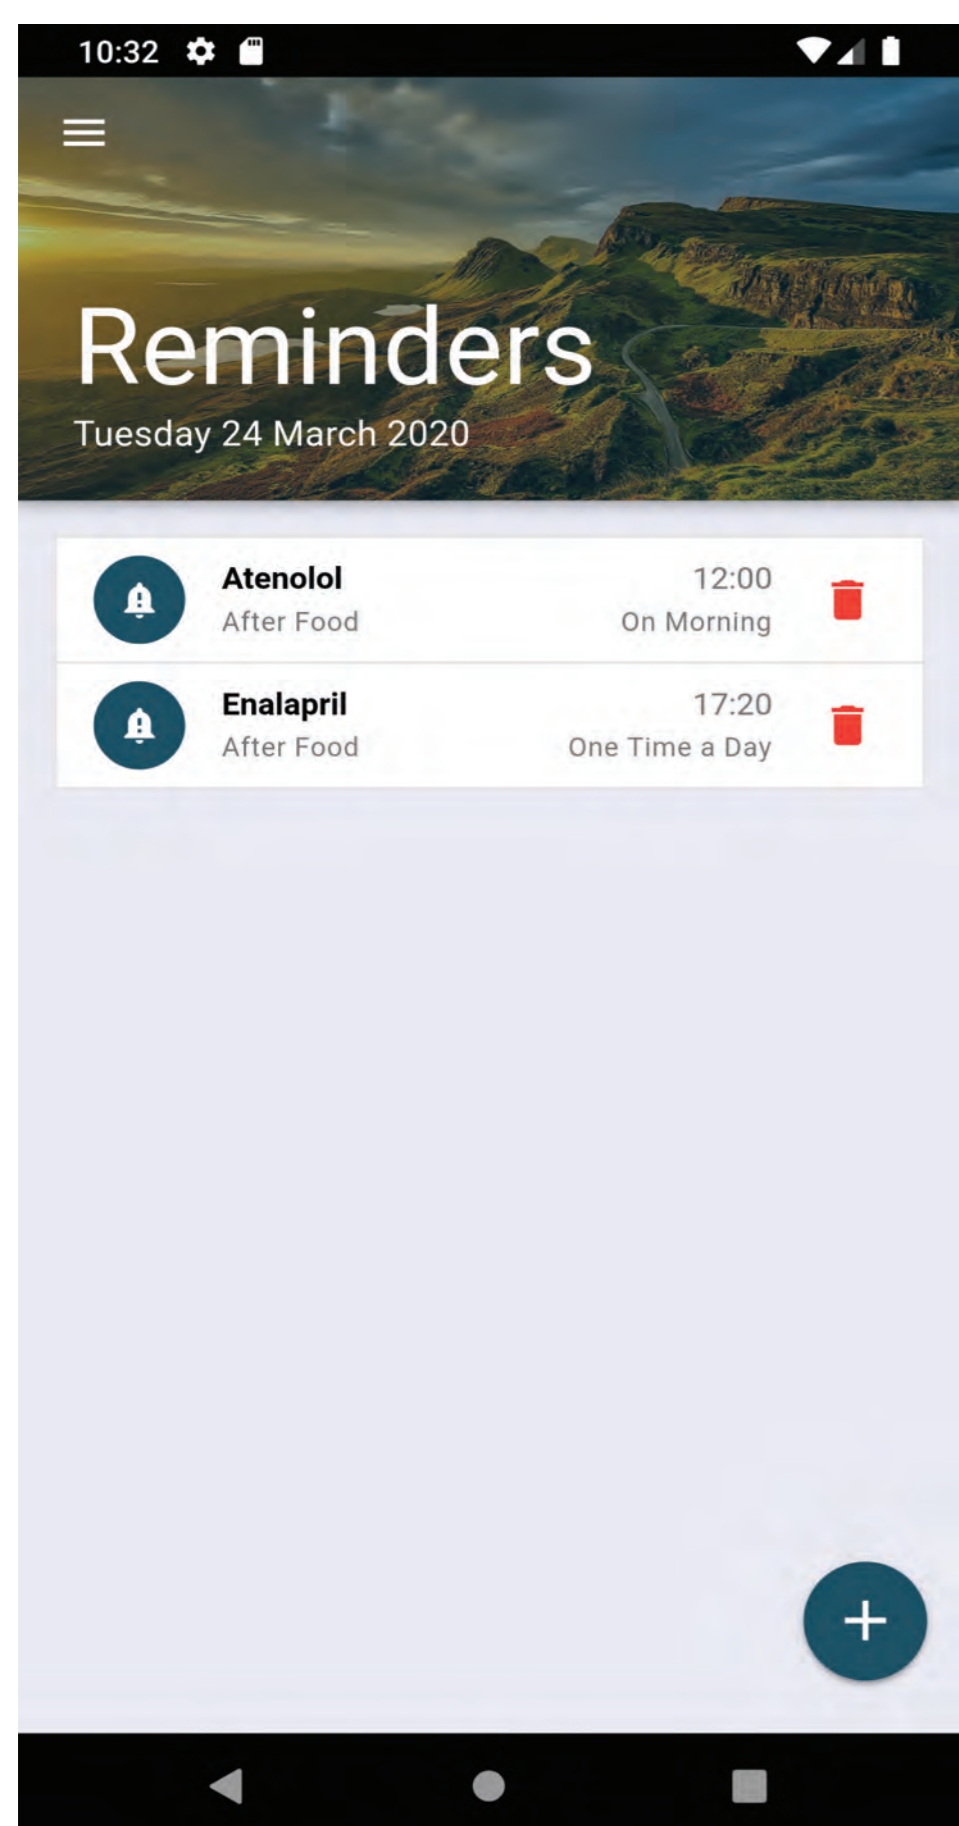 10:32
Reminders
Tuesday 24 March 2020
Atenolol 12:00
After Food On Morning
Enalapril 17:20
After Food One Time a Day